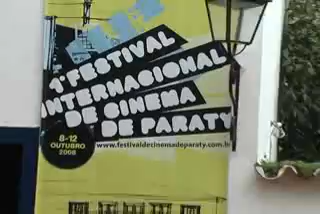 1º FESTIVAL
INTERNACIONAL
DE CINEMA
DE PARATY
8-12
OUTUBRO
2008
www.festivaldecinemadeparaty.com.br